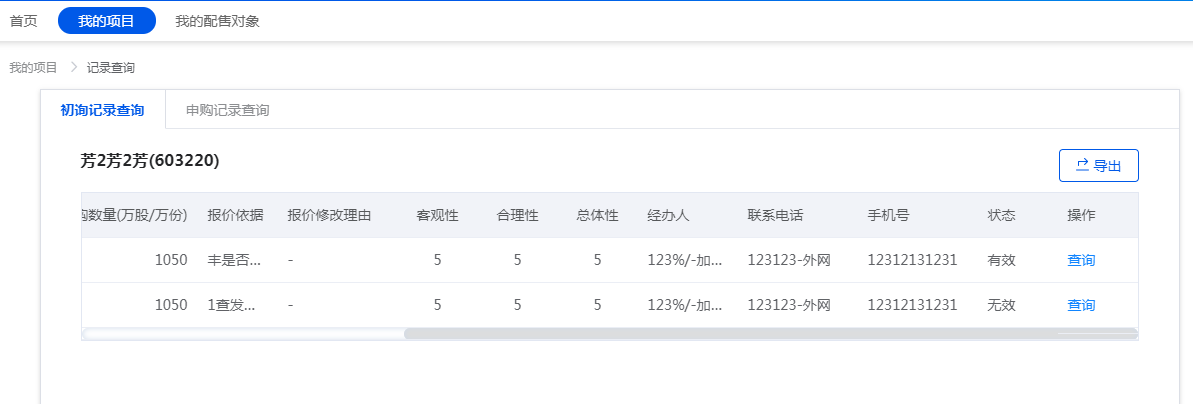 首页 我的项目 我的配售对象
我的项目 记录查询
初询记录查询 申购记录查询
芳2芳2芳(603220)
导出
购数量(万股/万份) 报价依据 报价修改理由 客观性 合理性 总体性 经办人 联系电话 手机号 状态 操作
1050 丰是否... - 5 5 5 123%/-加... 123123-外网 12312131231 有效 查询
1050 1查发... - 5 5 5 123%/-加... 123123-外网 12312131231 无效 查询